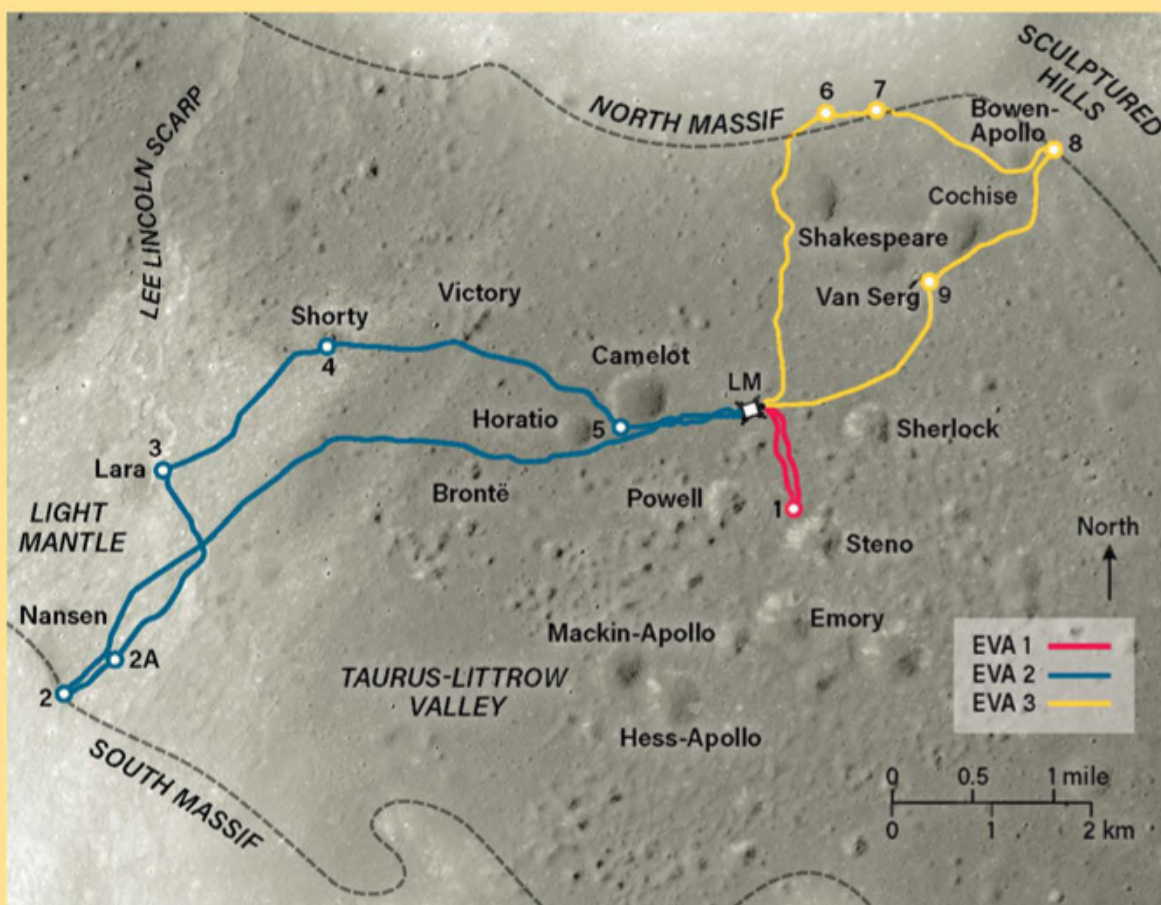 SCULPTURED
HILLS
NORTH MASSIF
6
7
Bowen-
Apollo
8
LEE LINCOLN SCARP
Cochise
Shakespeare
Victory
Van Serg
9
Shorty
4
Camelot
LM
Horatio
5
Sherlock
3
Lara
Brontë
Powell
1
LIGHT
MANTLE
Steno
North
Nansen
Emory
Mackin-Apollo
2A
2
TAURUS-LITTROW
VALLEY
EVA 1
EVA 2
EVA 3
Hess-Apollo
SOUTH MASSIF
0 0.5 1 mile
0 1 2 km